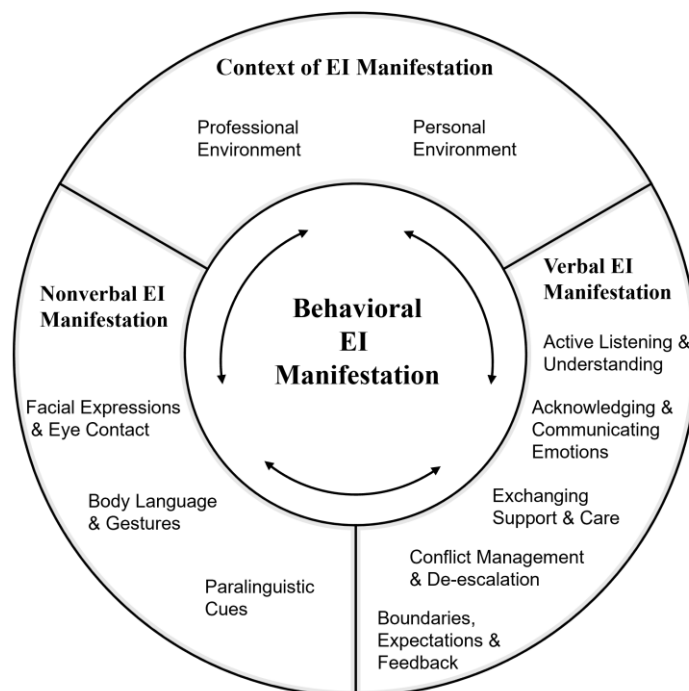 Context of EI Manifestation
Professional
Environment
Personal
Environment
Nonverbal EI
Manifestation
Facial Expressions
& Eye Contact
Body Language
& Gestures
Paralinguistic
Cues
Behavioral
EI
Manifestation
Verbal EI
Manifestation
Active Listening &
Understanding
Acknowledging &
Communicating
Emotions
Exchanging
Support & Care
Conflict Management
& De-escalation
Boundaries,
Expectations &
Feedback